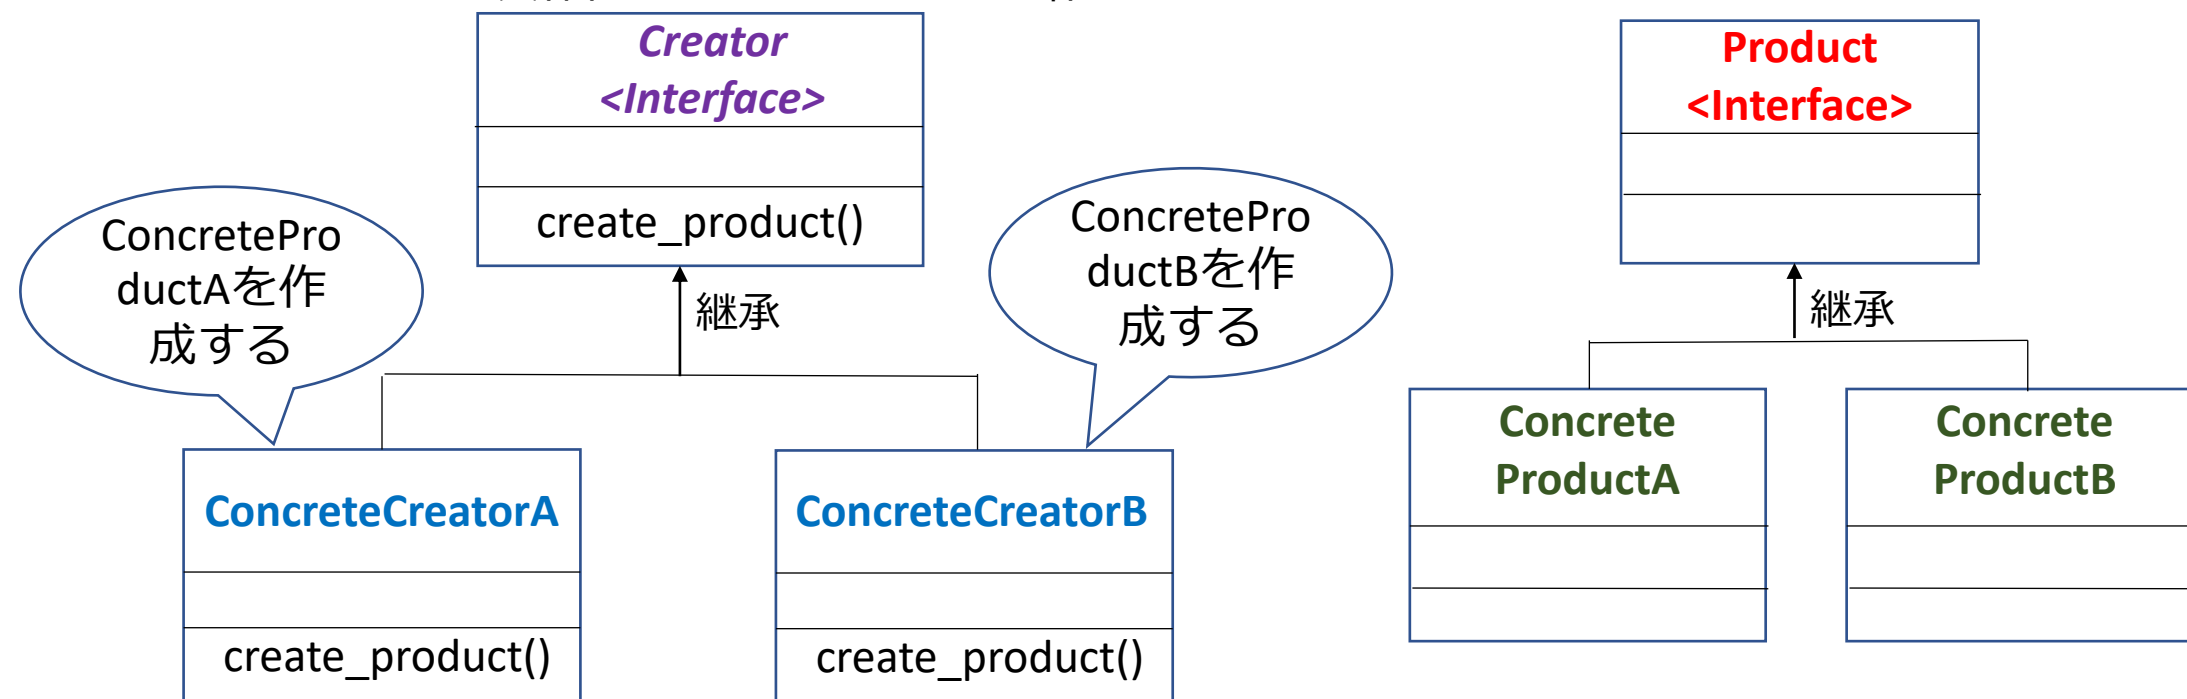 Creator
<Interface>
create_product()
ConcretePro
ductAを作
成する
ConcretePro
ductBを作
成する
継承
ConcreteCreatorA
create_product()
ConcreteCreatorB
create_product()
Product
<Interface>
継承
Concrete
ProductA
Concrete
ProductB